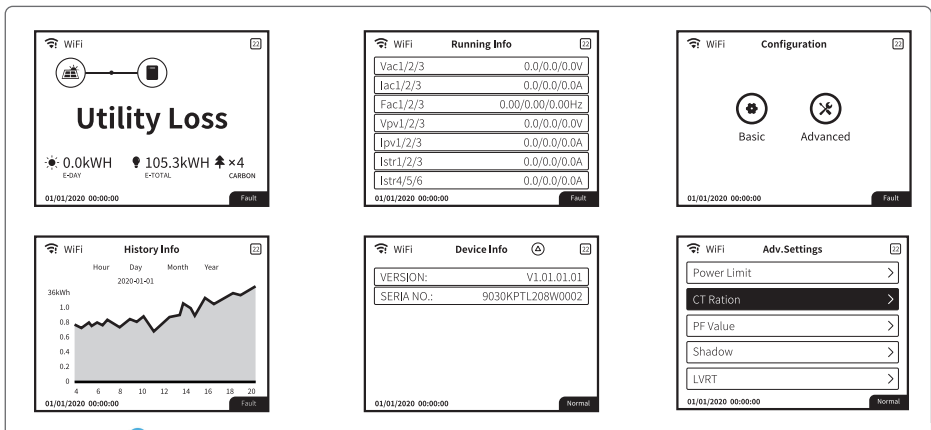 WiFi 22
Utility Loss
0.0kWH 105.3kWH ×4
E-DAY E-TOTAL CARBON
01/01/2020 00:00:00 Fault
WiFi Running Info 22
Vac1/2/3 0.0/0.0/0.0V
Iac1/2/3 0.0/0.0/0.0A
Fac1/2/3 0.00/0.00/0.00Hz
Vpv1/2/3 0.0/0.0/0.0V
Ipv1/2/3 0.0/0.0/0.0A
Istr1/2/3 0.0/0.0/0.0A
Istr4/5/6 0.0/0.0/0.0A
01/01/2020 00:00:00 Fault
WiFi Configuration 22
Basic Advanced
01/01/2020 00:00:00 Fault
WiFi History Info 22
Hour Day Month Year
2020-01-01
36kWh
1.0
0.8
0.6
0.4
0.2
0
4 6 8 10 12 14 16 18 20
01/01/2020 00:00:00 Fault
WiFi Device Info 22
VERSION: V1.01.01.01
SERIA NO.: 9030KPTL208W0002
01/01/2020 00:00:00 Normal
WiFi Adv.Settings 22
Power Limit
CT Ration
PF Value
Shadow
LVRT
01/01/2020 00:00:00 Normal